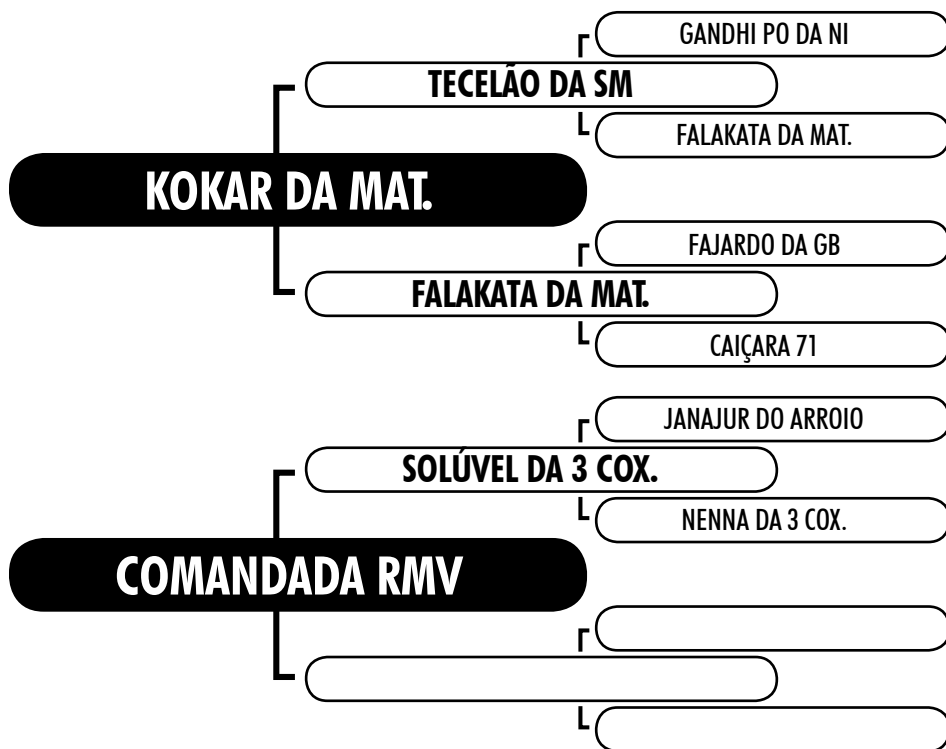 GANDHI PO DA NI
TECELÃO DA SM
FALAKATA DA MAT.
KOKAR DA MAT.
FAJARDO DA GB
FALAKATA DA MAT.
CAIÇARA 71
JANAJUR DO ARROIO
SOLÚVEL DA 3 COX.
NENNA DA 3 COX.
COMANDADA RMV